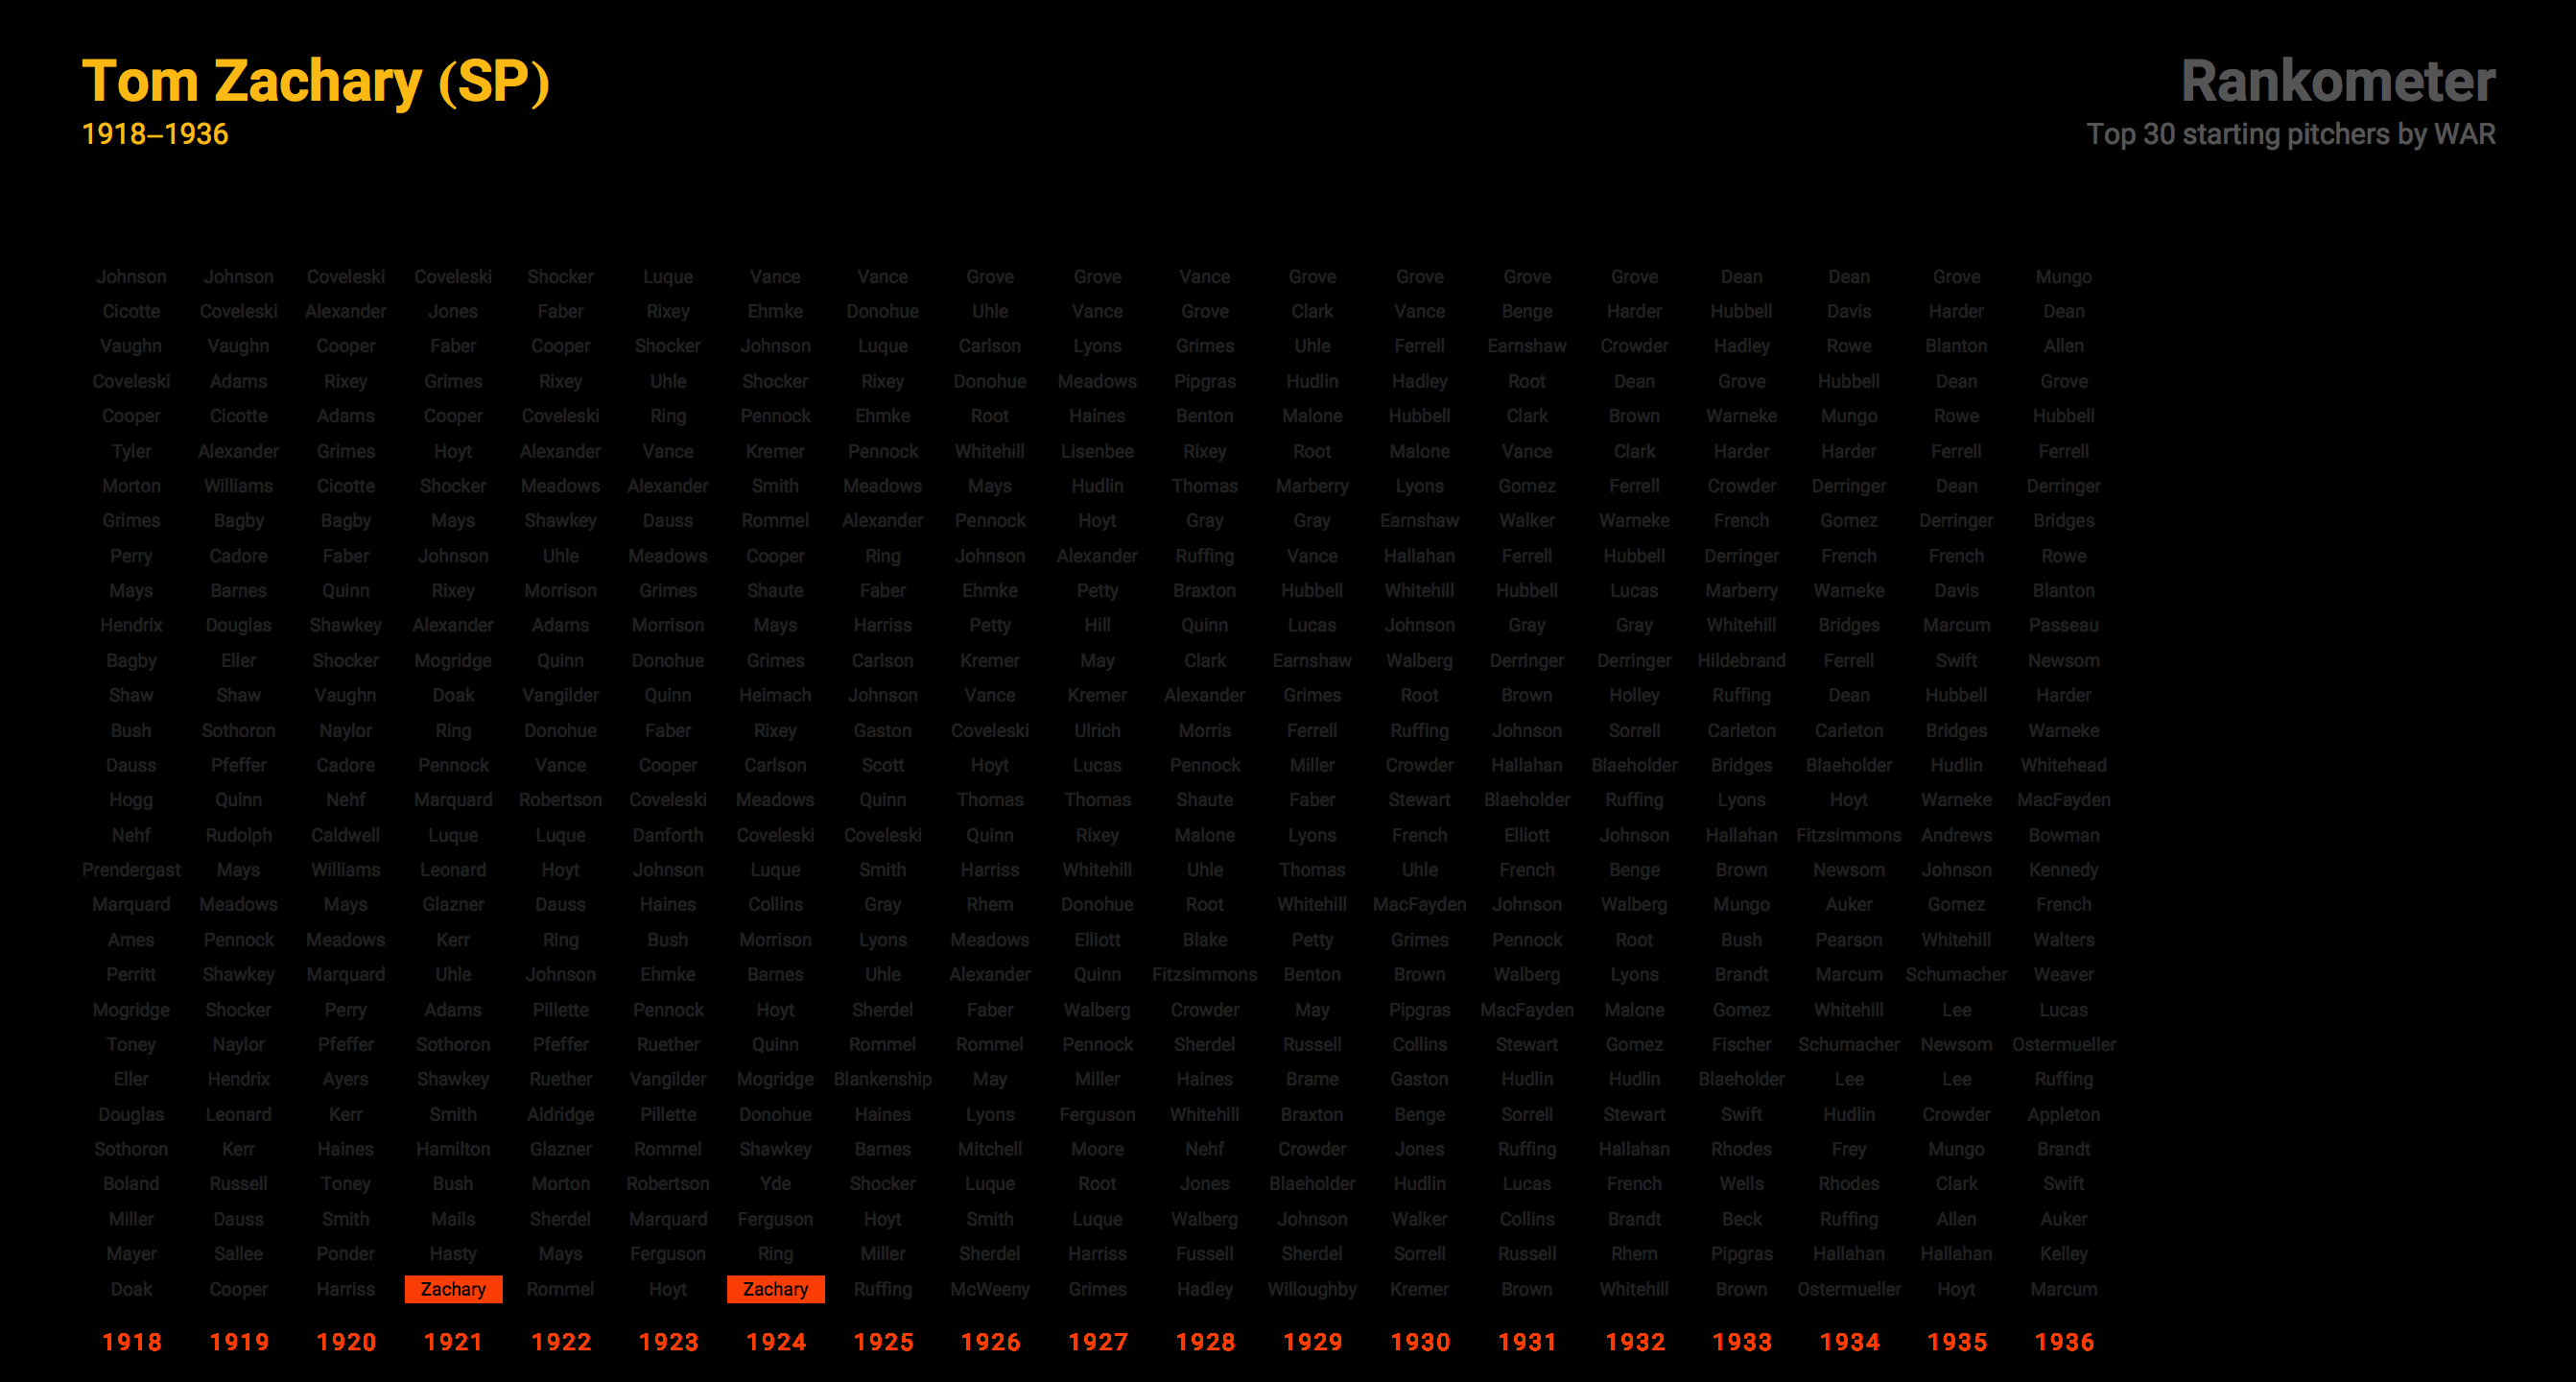 Tom Zachary (SP)
1918–1936
Rankometer
Top 30 starting pitchers by WAR
Johnson Johnson Coveleski Coveleski Shocker Luque Vance Vance Grove Grove Vance Grove Grove Grove Grove Dean Dean Grove Mungo
Cicotte Coveleski Alexander Jones Faber Rixey Ehmke Donohue Uhle Vance Grove Clark Vance Benge Harder Hubbell Davis Harder Dean
Vaughn Vaughn Cooper Faber Cooper Shocker Johnson Luque Carlson Lyons Grimes Uhle Ferrell Earnshaw Crowder Hadley Rowe Blanton Allen
Coveleski Adams Rixey Grimes Rixey Uhle Shocker Rixey Donohue Meadows Pipgras Hudlin Hadley Root Dean Grove Hubbell Dean Grove
Cooper Cicotte Adams Cooper Coveleski Ring Pennock Ehmke Root Haines Benton Malone Hubbell Clark Brown Warneke Mungo Rowe Hubbell
Tyler Alexander Grimes Hoyt Alexander Vance Kremer Pennock Whitehill Lisenbee Rixey Root Malone Vance Clark Harder Harder Ferrell Ferrell
Morton Williams Cicotte Shocker Meadows Alexander Smith Meadows Mays Hudlin Thomas Marberry Lyons Gomez Ferrell Crowder Derringer Dean Derringer
Grimes Bagby Bagby Mays Shawkey Dauss Rommel Alexander Pennock Hoyt Gray Gray Earnshaw Walker Warneke French Gomez Derringer Bridges
Perry Cadore Faber Johnson Uhle Meadows Cooper Ring Johnson Alexander Ruffing Vance Hallahan Ferrell Hubbell Derringer French French Rowe
Mays Barnes Quinn Rixey Morrison Grimes Shaute Faber Ehmke Petty Braxton Hubbell Whitehill Hubbell Lucas Marberry Warneke Davis Blanton
Hendrix Douglas Shawkey Alexander Adams Morrison Mays Harriss Petty Hill Quinn Lucas Johnson Gray Gray Whitehill Bridges Marcum Passeau
Bagby Eller Shocker Mogridge Quinn Donohue Grimes Carlson Kremer May Clark Earnshaw Walberg Derringer Derringer Hildebrand Ferrell Swift Newsom
Shaw Shaw Vaughn Doak Vangilder Quinn Heimach Johnson Vance Kremer Alexander Grimes Root Brown Holley Ruffing Dean Hubbell Harder
Bush Sothoron Naylor Ring Donohue Faber Rixey Gaston Coveleski Ulrich Morris Ferrell Ruffing Johnson Sorrell Carleton Carleton Bridges Warneke
Dauss Pfeffer Cadore Pennock Vance Cooper Carlson Scott Hoyt Lucas Pennock Miller Crowder Hallahan Blaeholder Bridges Blaeholder Hudlin Whitehead
Hogg Quinn Nehf Marquard Robertson Coveleski Meadows Quinn Thomas Thomas Shaute Faber Stewart Blaeholder Ruffing Lyons Hoyt Warneke MacFayden
Nehf Rudolph Caldwell Luque Luque Danforth Coveleski Coveleski Quinn Rixey Malone Lyons French Elliott Johnson Hallahan Fitzsimmons Andrews Bowman
Prendergast Mays Williams Leonard Hoyt Johnson Luque Smith Harriss Whitehill Uhle Thomas Uhle French Benge Brown Newsom Johnson Kennedy
Marquard Meadows Mays Glazner Dauss Haines Collins Gray Rhem Donohue Root Whitehill MacFayden Johnson Walberg Mungo Auker Gomez French
Ames Pennock Meadows Kerr Ring Bush Morrison Lyons Meadows Elliott Blake Petty Grimes Pennock Root Bush Pearson Whitehill Walters
Perritt Shawkey Marquard Uhle Johnson Ehmke Barnes Uhle Alexander Quinn Fitzsimmons Benton Brown Walberg Lyons Brandt Marcum Schumacher Weaver
Mogridge Shocker Perry Adams Pillette Pennock Hoyt Sherdel Faber Walberg Crowder May Pipgras MacFayden Malone Gomez Whitehill Lee Lucas
Toney Naylor Pfeffer Sothoron Pfeffer Ruether Quinn Rommel Rommel Pennock Sherdel Russell Collins Stewart Gomez Fischer Schumacher Newsom Ostermueller
Eller Hendrix Ayers Shawkey Ruether Vangilder Mogridge Blankenship May Miller Haines Brame Gaston Hudlin Hudlin Blaeholder Lee Lee Ruffing
Douglas Leonard Kerr Smith Aldridge Pillette Donohue Haines Lyons Ferguson Whitehill Braxton Benge Sorrell Stewart Swift Hudlin Crowder Appleton
Sothoron Kerr Haines Hamilton Glazner Rommel Shawkey Barnes Mitchell Moore Nehf Crowder Jones Ruffing Hallahan Rhodes Frey Mungo Brandt
Boland Russell Toney Bush Morton Robertson Yde Shocker Luque Root Jones Blaeholder Hudlin Lucas French Wells Rhodes Clark Swift
Miller Dauss Smith Mails Sherdel Marquard Ferguson Hoyt Smith Luque Walberg Johnson Walker Collins Brandt Beck Ruffing Allen Auker
Mayer Sallee Ponder Hasty Mays Ferguson Ring Miller Sherdel Harriss Fussell Sherdel Sorrell Russell Rhem Pipgras Hallahan Hallahan Kelley
Doak Cooper Harriss Zachary Rommel Hoyt Zachary Ruffing McWeeny Grimes Hadley Willoughby Kremer Brown Whitehill Brown Ostermueller Hoyt Marcum
1918 1919 1920 1921 1922 1923 1924 1925 1926 1927 1928 1929 1930 1931 1932 1933 1934 1935 1936